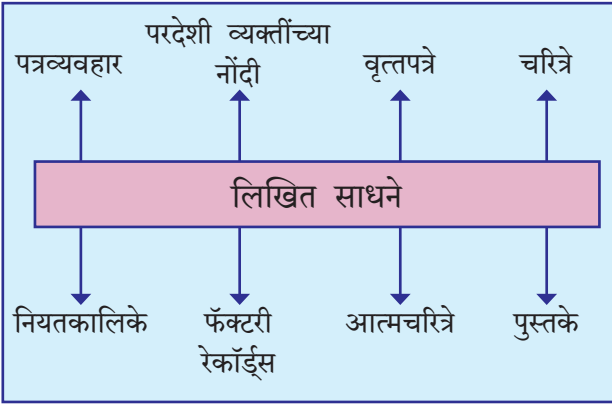 पत्रव्यवहार
परदेशी व्यक्तींच्या
नोंदी
वृत्तपत्रे
चरित्रे
लिखित साधने
नियतकालिके
फॅक्टरी
रेकॉर्ड्स
आत्मचरित्रे
पुस्तके